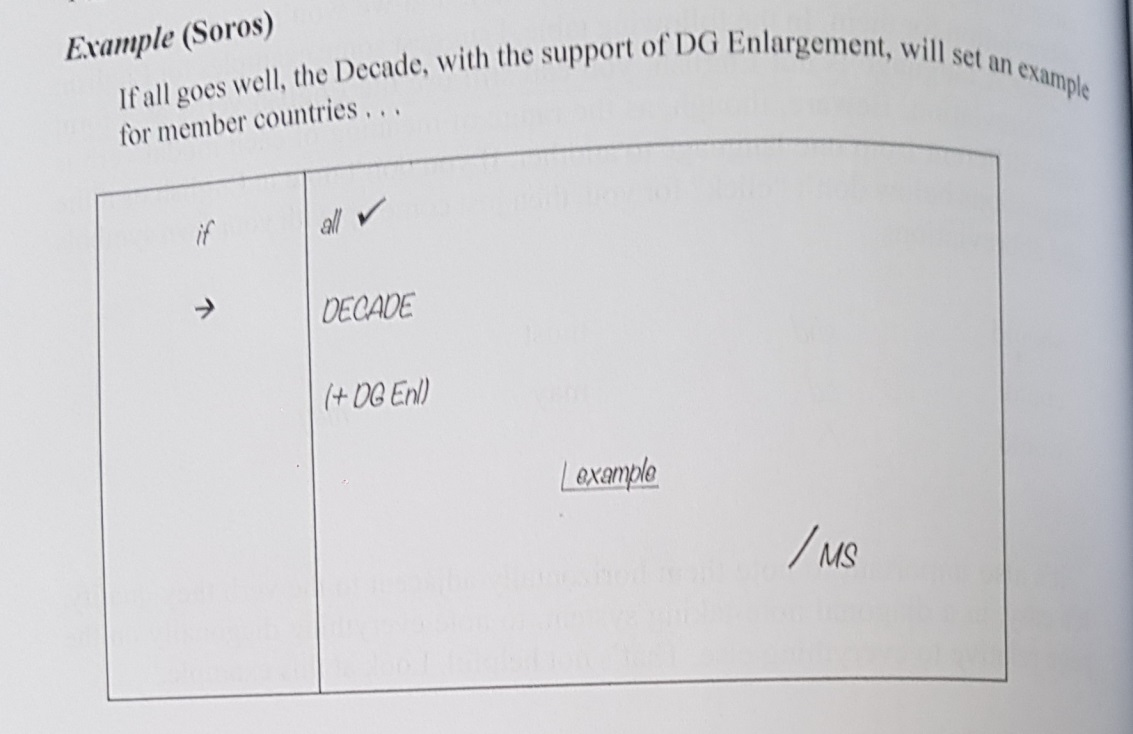 Example (Soros)
If all goes well, the Decade, with the support of DG Enlargement, will set an example
for member countries . . .
if all ✔
→ DECADE
(+ DG Enl)
example
/ MS